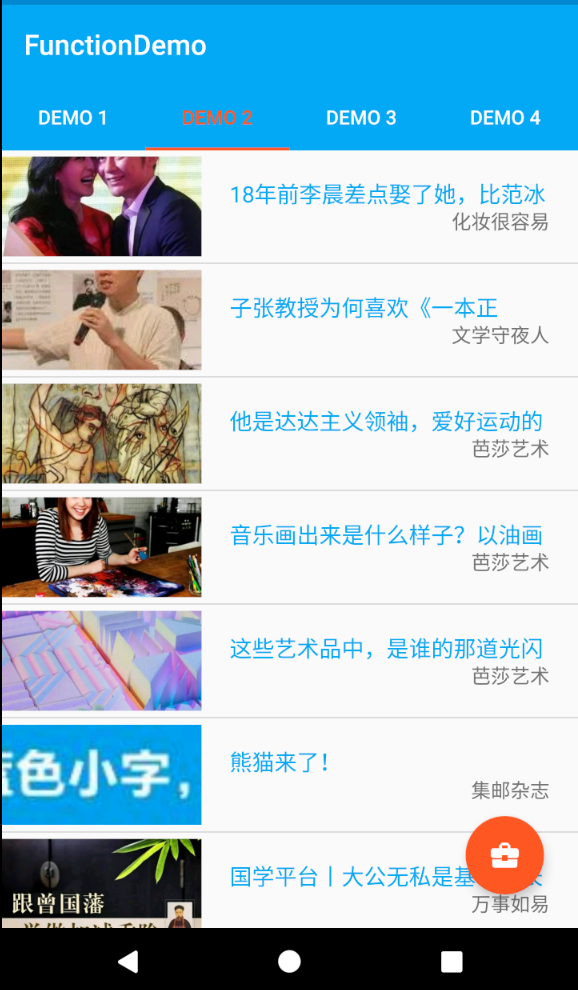 FunctionDemo
DEMO 1
DEMO 2
DEMO 3
DEMO 4
18年前李晨差点娶了她，比范冰
化妆很容易
子张教授为何喜欢《一本正
文学守夜人
他是达达主义领袖，爱好运动的
芭莎艺术
音乐画出来是什么样子？以油画
芭莎艺术
这些艺术品中，是谁的那道光闪
芭莎艺术
蓝色小字，
熊猫来了！
集邮杂志
跟曾国藩
国学平台丨大公无私是基
万事如易